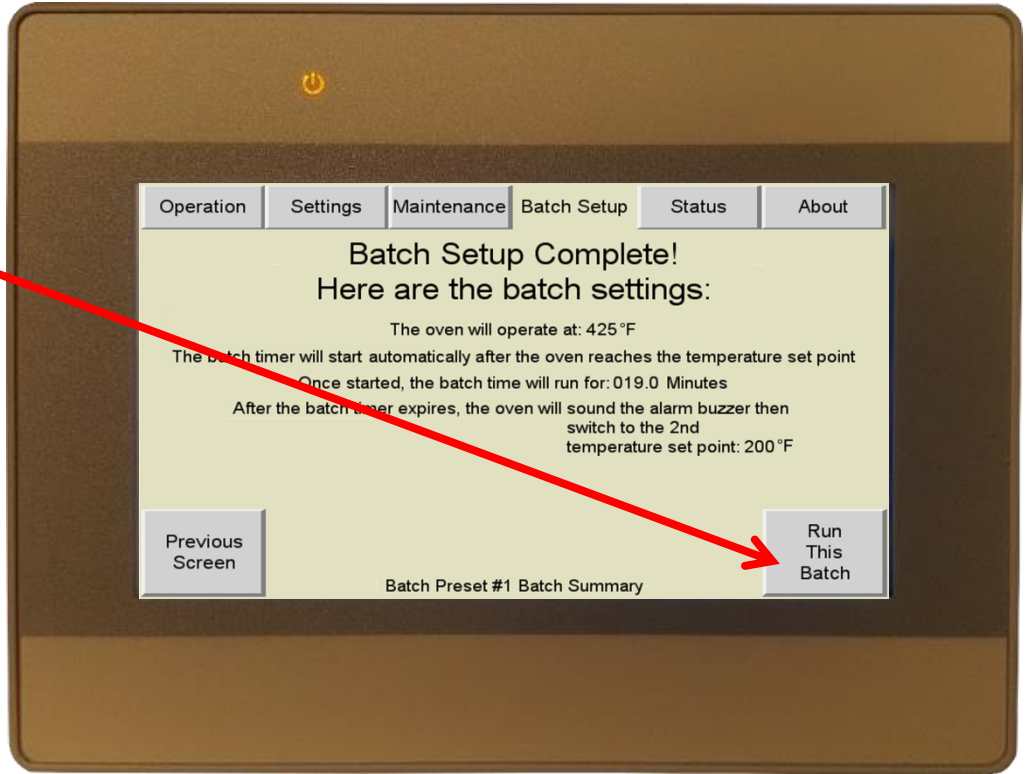 Operation Settings Maintenance Batch Setup Status About
Batch Setup Complete!
Here are the batch settings:
The oven will operate at: 425°F
The batch timer will start automatically after the oven reaches the temperature set point
Once started, the batch time will run for: 019.0 Minutes
After the batch timer expires, the oven will sound the alarm buzzer then
switch to the 2nd
temperature set point: 200°F
Previous
Screen
Run
This
Batch
Batch Preset #1 Batch Summary